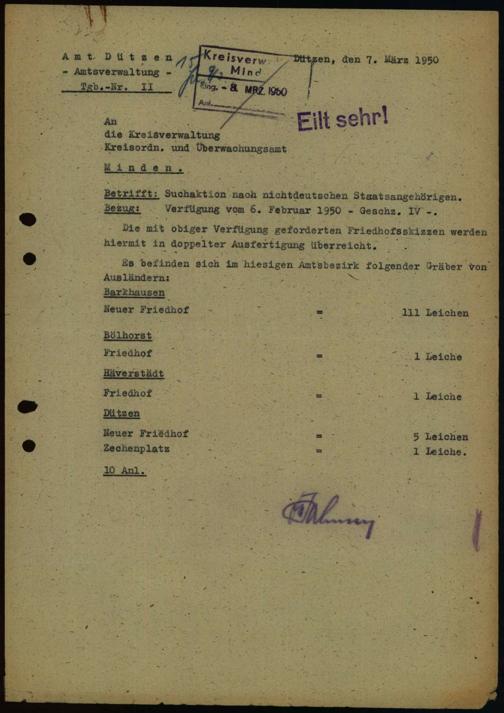 Amt Dützen
- Amtsverwaltung -
Tgb.-Nr. II
Kreisverw
Mind
Eing. - 8. MRZ. 1950
Anl.
Dützen, den 7. März 1950
Eilt sehr!
An
die Kreisverwaltung
Kreisordn. und Überwachungsamt
Minden.
Betrifft: Suchaktion nach nichtdeutschen Staatsangehörigen.
Bezug: Verfügung vom 6. Februar 1950 - Geschz. IV -.
Die mit obiger Verfügung geforderten Friedhofsskizzen werden
hiermit in doppelter Ausfertigung überreicht.
Es befinden sich im hiesigen Amtsbezirk folgender Gräber von
Ausländern:
Barkhausen
Neuer Friedhof = 111 Leichen
Bölhorst
Friedhof = 1 Leiche
Häverstädt
Friedhof = 1 Leiche
Dützen
Neuer Friedhof = 5 Leichen
Zechenplatz = 1 Leiche.
10 Anl.